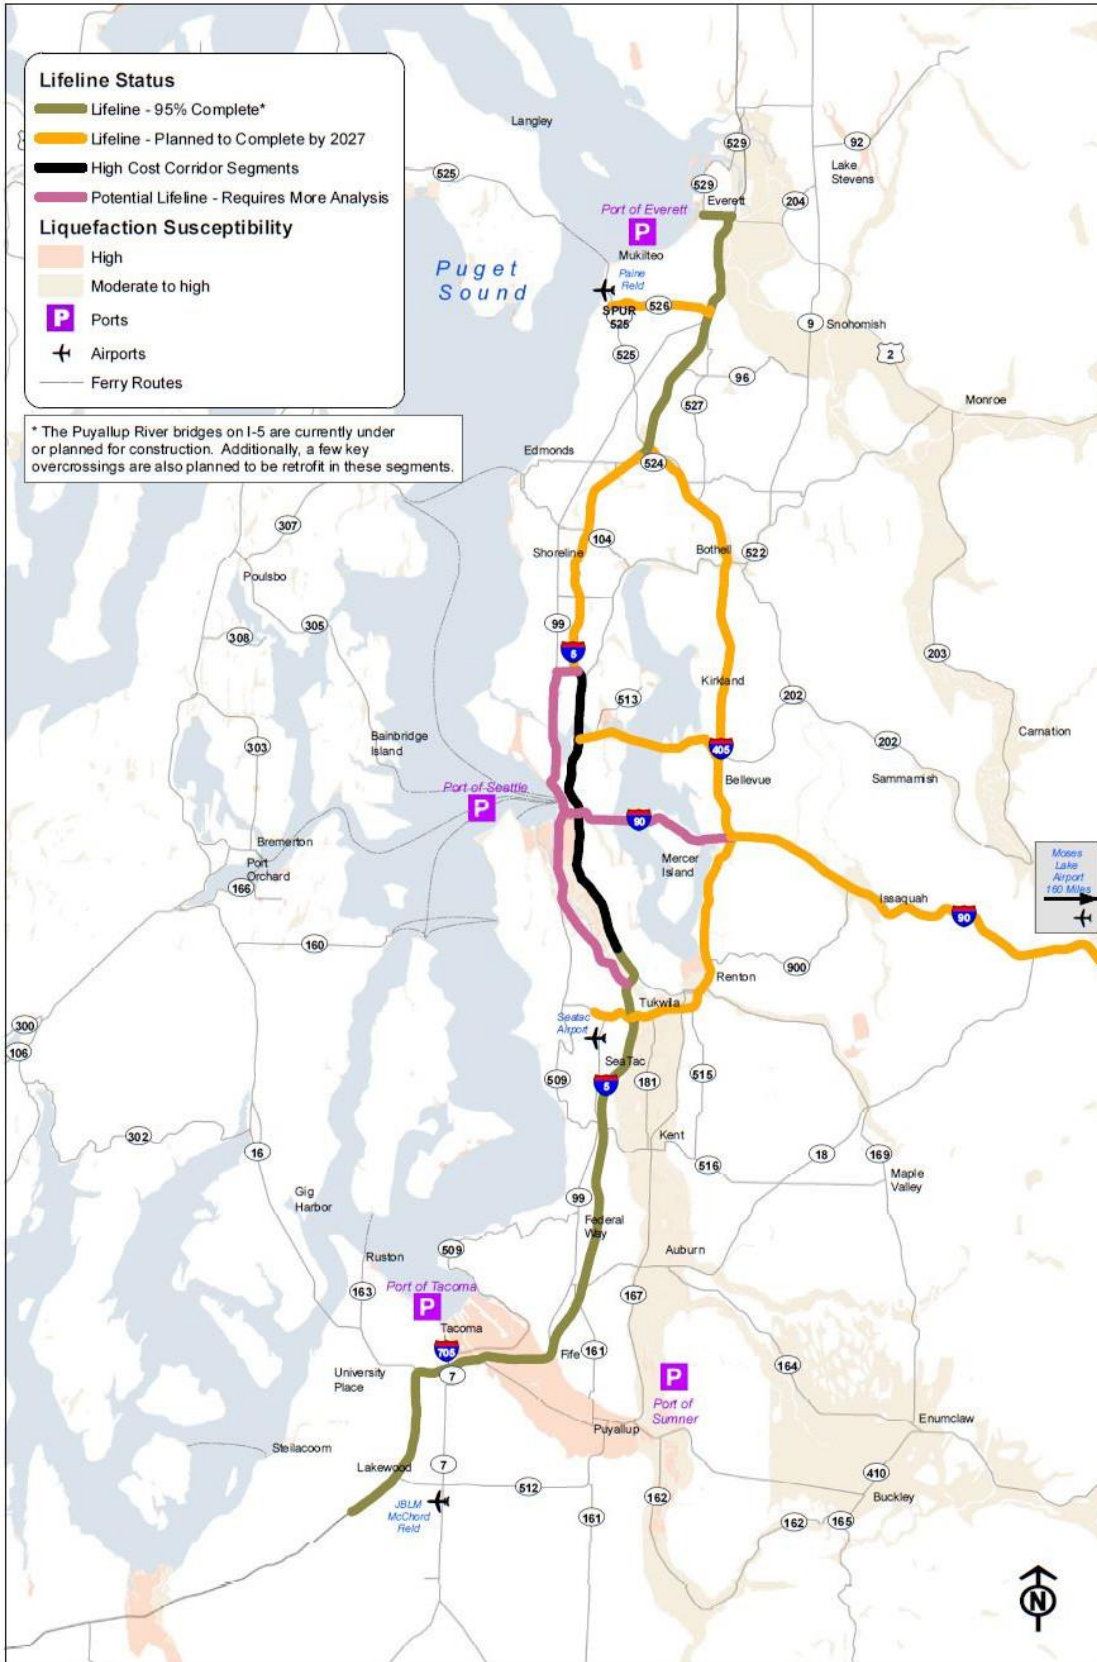 Lifeline Status
Lifeline - 95% Complete*
Lifeline - Planned to Complete by 2027
High Cost Corridor Segments
Potential Lifeline - Requires More Analysis
Liquefaction Susceptibility
High
Moderate to high
P Ports
Airports
Ferry Routes
* The Puyallup River bridges on I-5 are currently under
or planned for construction. Additionally, a few key
overcrossings are also planned to be retrofit in these segments.
Langley
525
529
92
Lake
Stevens
529
Everett
204
Port of Everett
P
Mukilteo
Puget
Sound
Paine
Field
526
SPUR
525
9
Snohomish
525
2
96
527
Monroe
Edmonds
524
307
104
Shoreline
Bothell
522
Poulsbo
305
308
99
5
203
Kirkland
513
202
Carnation
303
Bainbridge
Island
202
405
Sammamish
Bellevue
Port of Seattle
P
90
Bremerton
Port
Orchard
166
Mercer
Island
Moses
Lake
Airport
160 Miles
Issaquah
90
160
900
Renton
Tukwila
Seatac
Airport
300
106
SeaTac
509
5
181
515
302
16
Kent
516
18
169
Maple
Valley
Gig
Harbor
99
Federal
Way
Ruston
509
Auburn
163
Port of Tacoma
P
167
Tacoma
705
Fife
161
164
University
Place
7
P
Port of
Sumner
Enumclaw
Puyallup
Steilacoom
Lakewood
7
512
410
Buckley
JBLM
McChord
Field
161
162
162
165
N